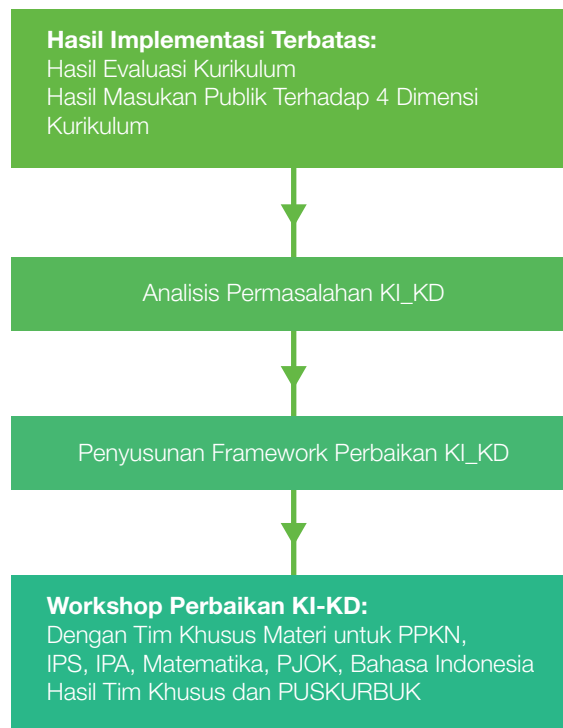 Hasil Implementasi Terbatas:
Hasil Evaluasi Kurikulum
Hasil Masukan Publik Terhadap 4 Dimensi
Kurikulum
Analisis Permasalahan KI_KD
Penyusunan Framework Perbaikan KI_KD
Workshop Perbaikan KI-KD:
Dengan Tim Khusus Materi untuk PPKN,
IPS, IPA, Matematika, PJOK, Bahasa Indonesia
Hasil Tim Khusus dan PUSKURBUK